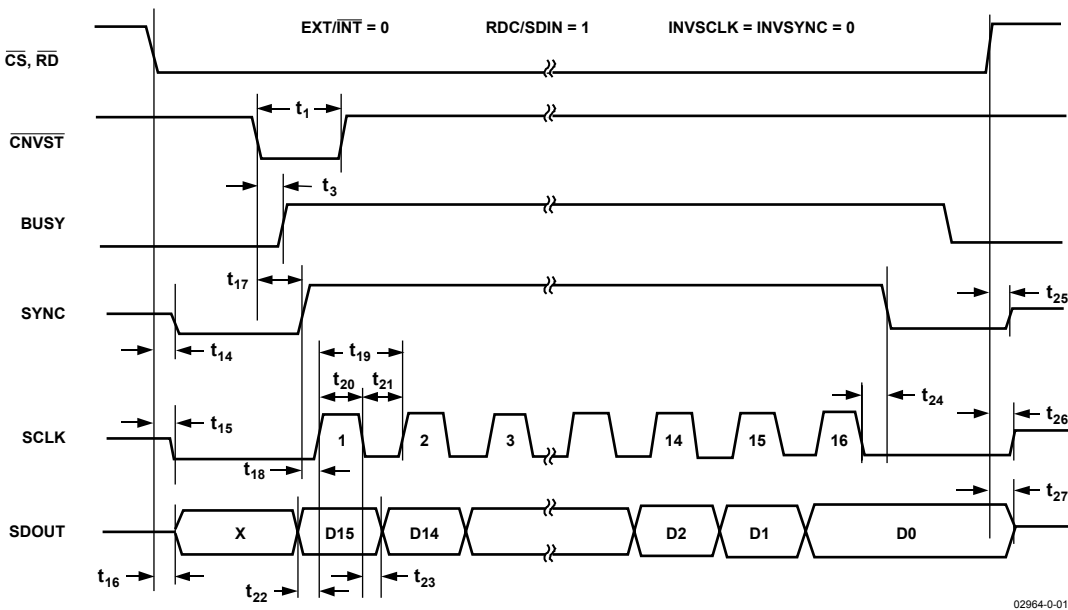 EXT/INT = 0 RDC/SDIN = 1 INVSCLK = INVSYNC = 0
CS, RD
t1
CNVST
t3
BUSY
t17
SYNC
t25
t14
t19
t20 t21
t24
t15
t26
SCLK
1 2 3 14 15 16
t18
t27
SDOUT
X D15 D14 D2 D1 D0
t16
t22
t23
02964-0-01